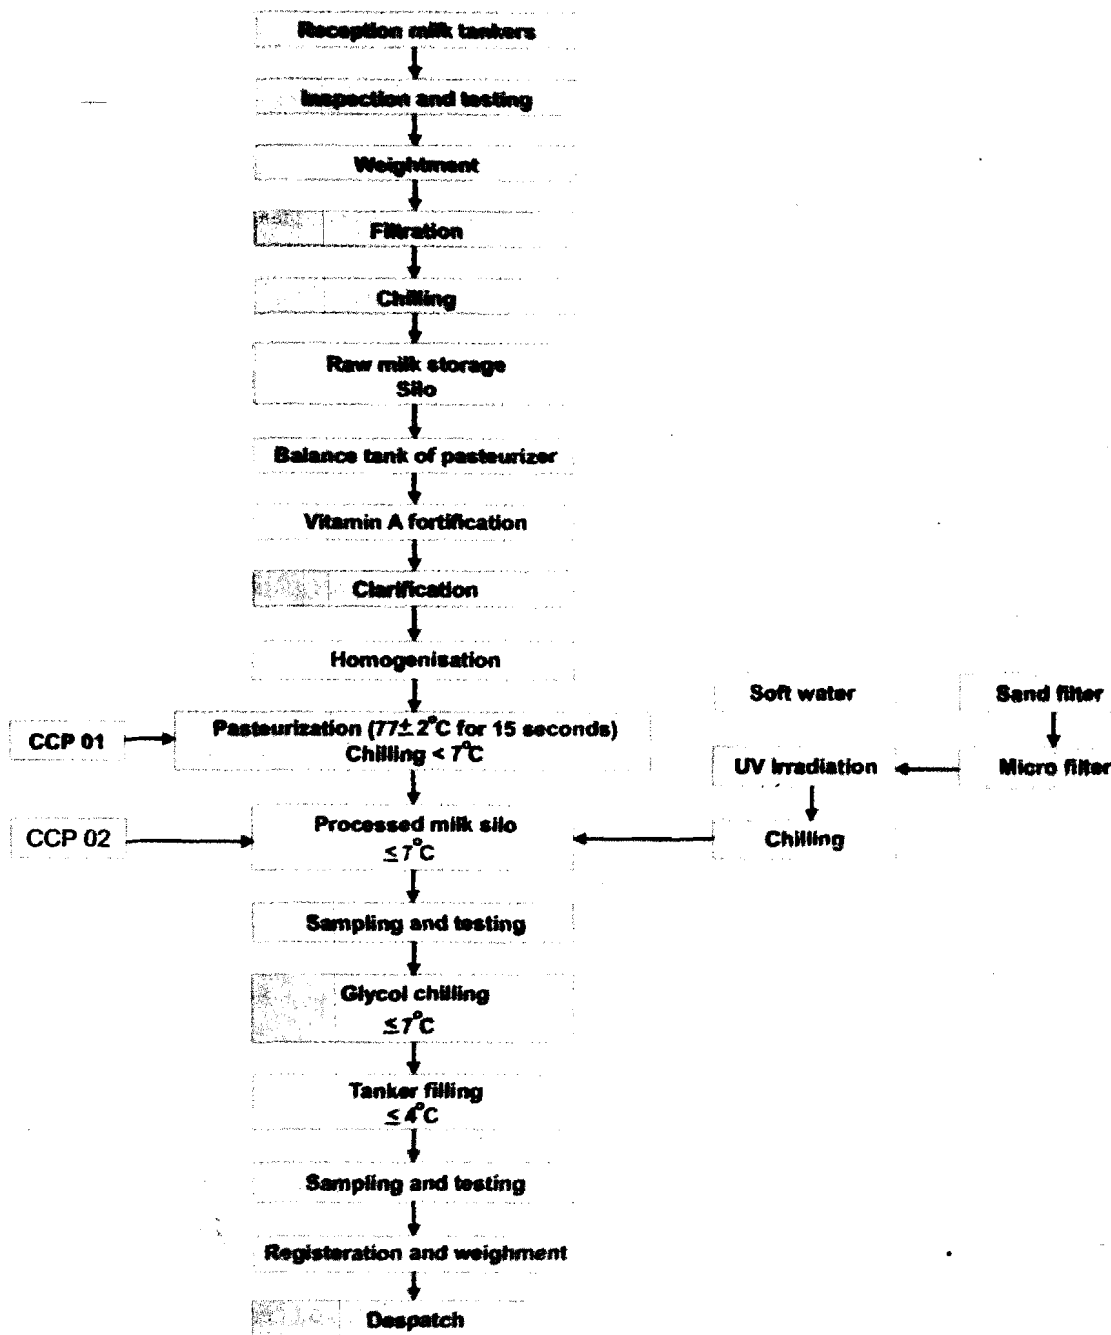 Reception milk tankers
Inspection and testing
Weightment
Filtration
Chilling
Raw milk storage
Silo
Balance tank of pasteurizer
Vitamin A fortification
Clarification
Homogenisation
Soft water
Sand filter
CCP 01
Pasteurization (77± 2°C for 15 seconds)
Chilling < 7°C
UV Irradiation
Micro filter
CCP 02
Processed milk silo
≤ 7°C
Chilling
Sampling and testing
Glycol chilling
≤ 7°C
Tanker filling
≤ 4°C
Sampling and testing
Registeration and weighment
Despatch